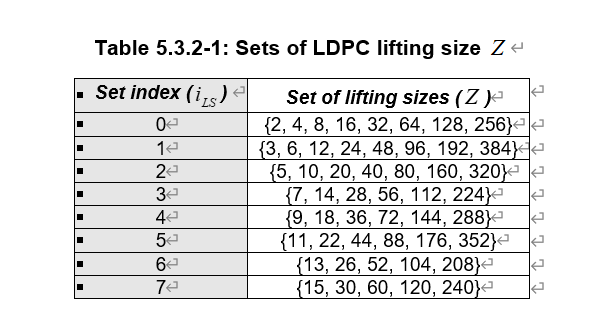 Table 5.3.2-1: Sets of LDPC lifting size Z
Set index (i_LS) Set of lifting sizes (Z)
0 {2, 4, 8, 16, 32, 64, 128, 256}
1 {3, 6, 12, 24, 48, 96, 192, 384}
2 {5, 10, 20, 40, 80, 160, 320}
3 {7, 14, 28, 56, 112, 224}
4 {9, 18, 36, 72, 144, 288}
5 {11, 22, 44, 88, 176, 352}
6 {13, 26, 52, 104, 208}
7 {15, 30, 60, 120, 240}